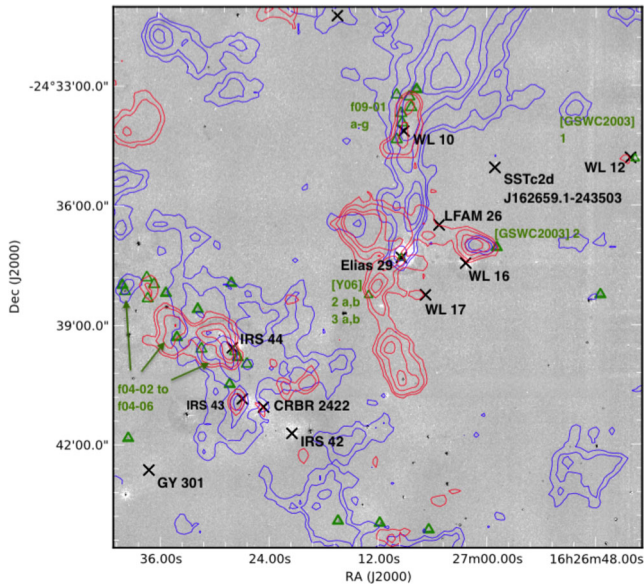 -24°33'00.0"
f09-01
a-g
WL 10
[GSWC2003]
1
WL 12
SSTc2d
J162659.1-243503
-36'00.0"
LFAM 26
[GSWC2003] 2
Elias 29
WL 16
[Y06]
2 a,b
3 a,b
WL 17
Dec (J2000)
39'00.0"
IRS 44
f04-02 to
f04-06
IRS 43
CRBR 2422
IRS 42
42'00.0"
GY 301
36.00s
24.00s
12.00s
27m00.00s
16h26m48.00s
RA (J2000)